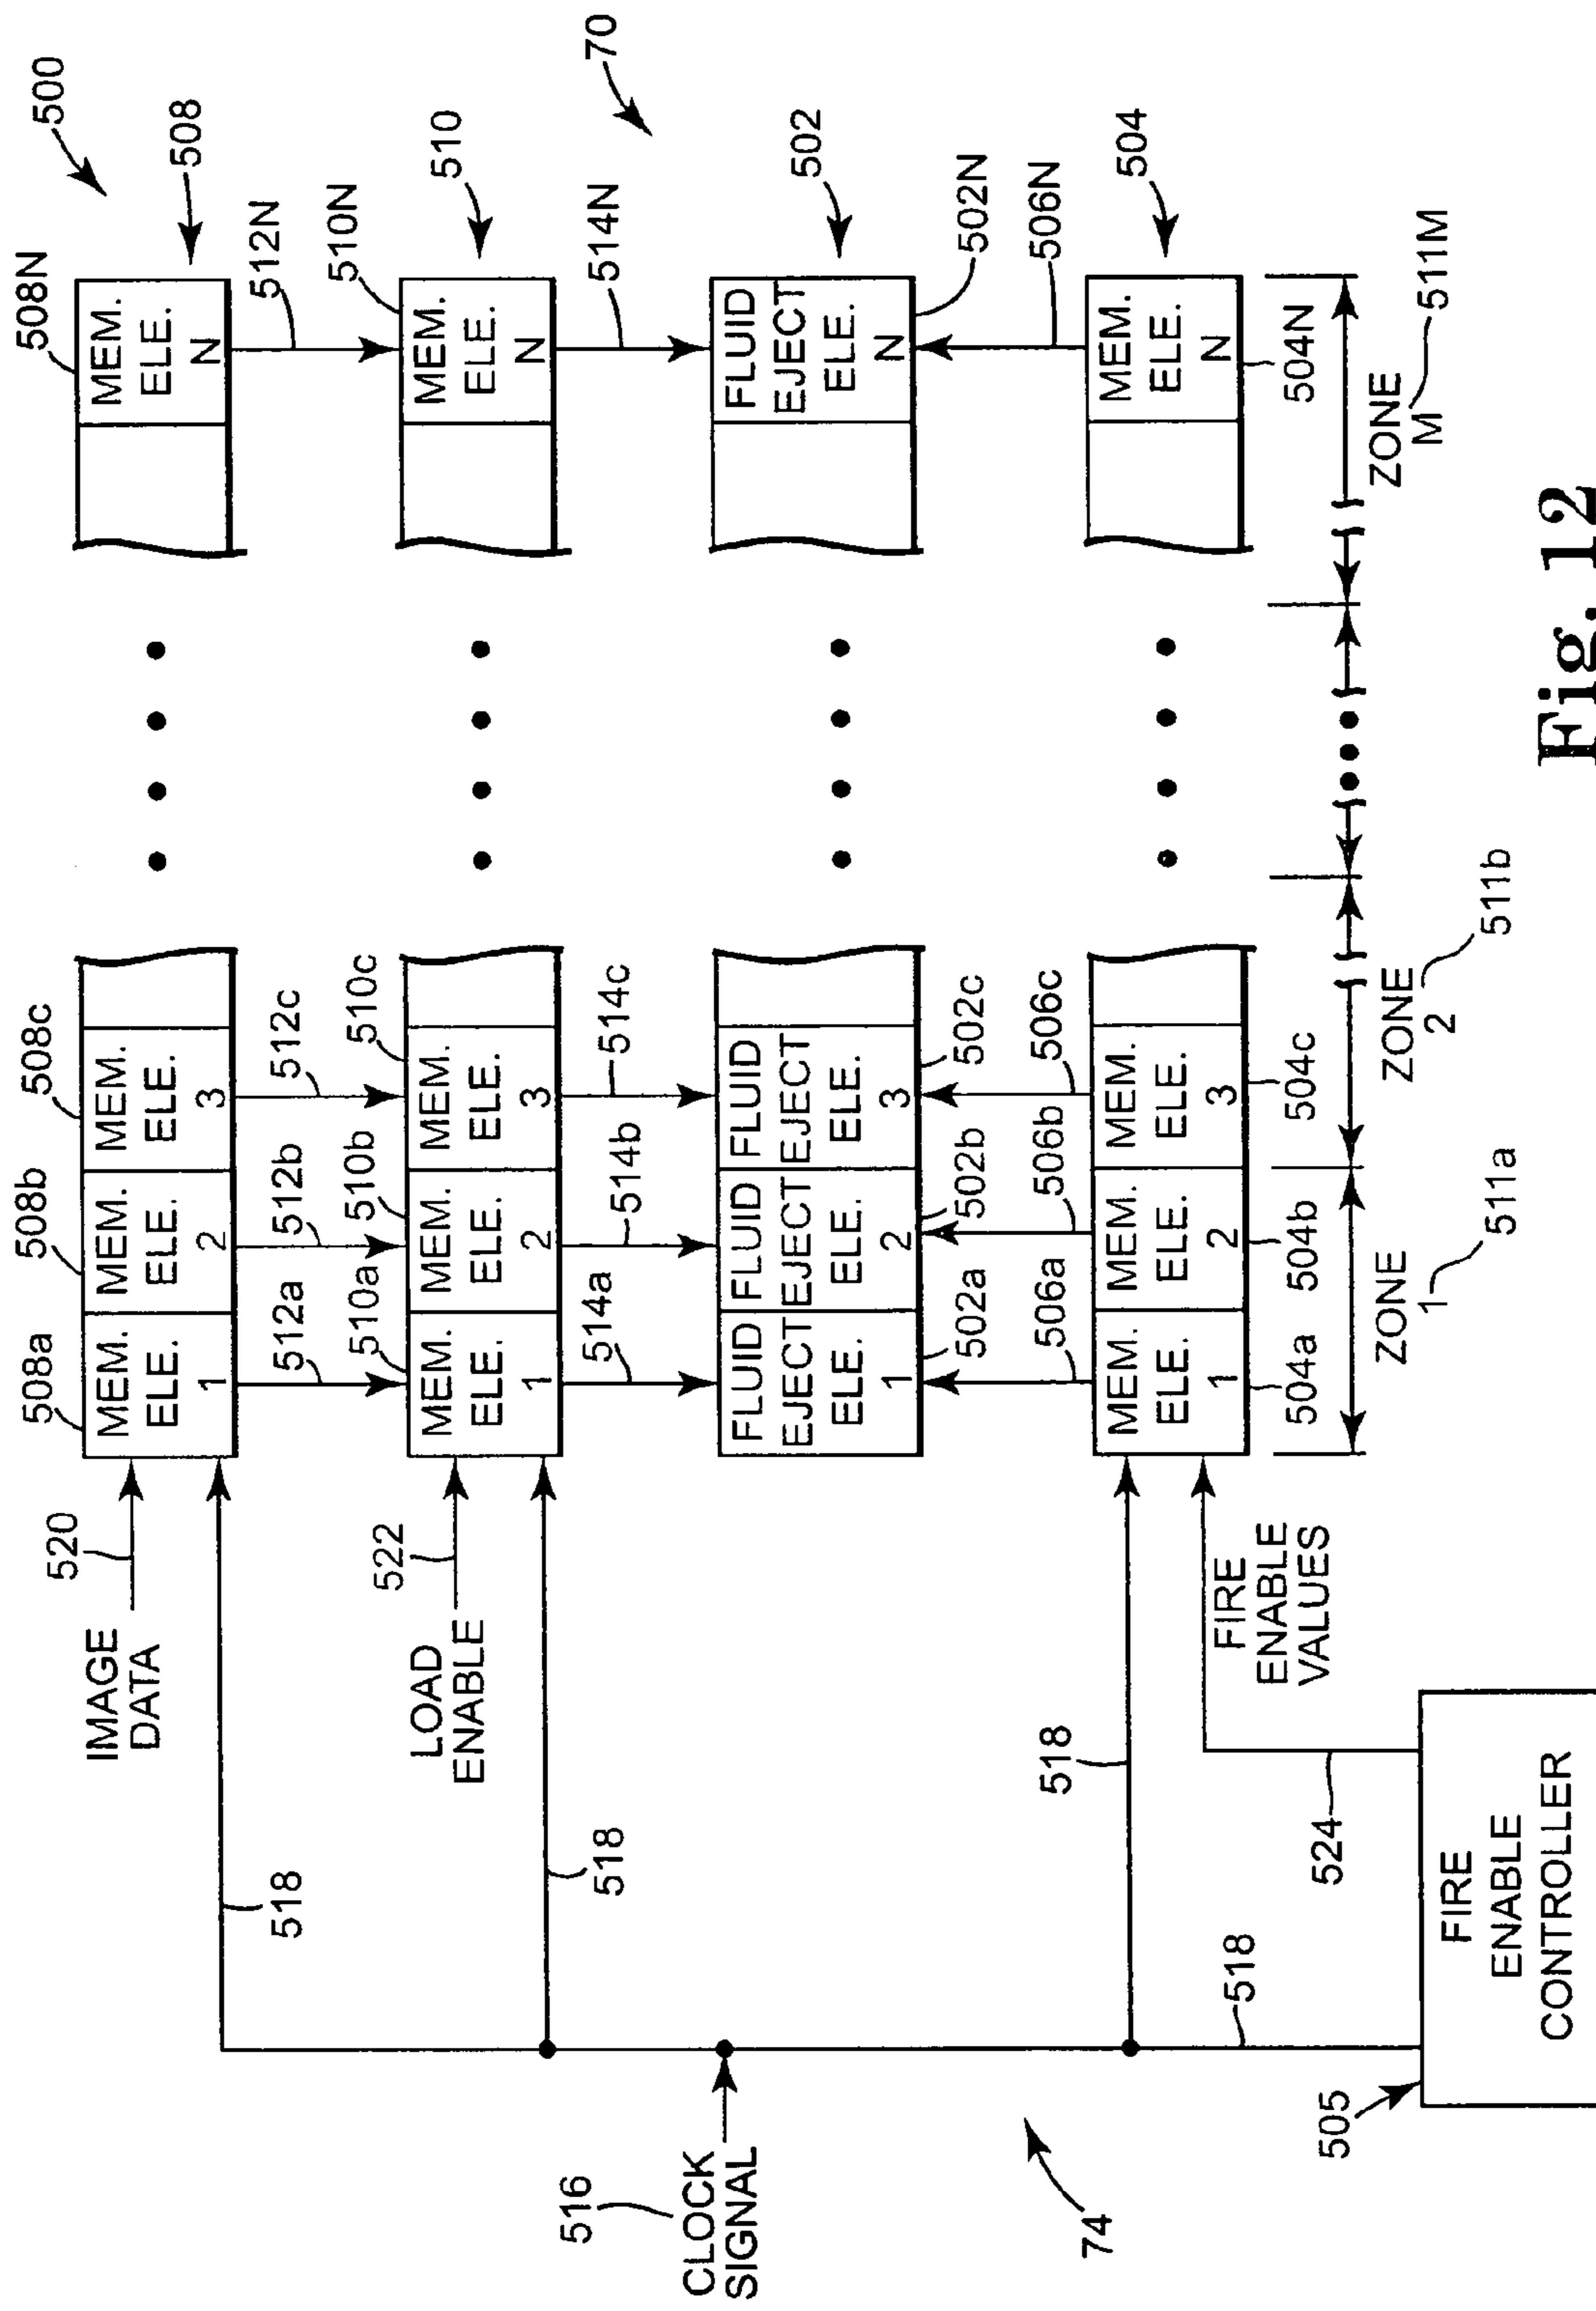 500
508N
508
MEM.
ELE.
N
512N
508a
508b
508c
MEM.
ELE.
1
MEM.
ELE.
2
MEM.
ELE.
3
520
IMAGE
DATA
518
512a
512b
512c
510N
510
MEM.
ELE.
N
514N
70
510a
510b
510c
MEM.
ELE.
1
MEM.
ELE.
2
MEM.
ELE.
3
522
LOAD
ENABLE
518
514a
514b
514c
502
FLUID
EJECT
ELE.
N
502N
506N
FLUID
EJECT
ELE.
1
FLUID
EJECT
ELE.
2
FLUID
EJECT
ELE.
3
502a
502b
502c
516
CLOCK
SIGNAL
506a
506b
506c
504
MEM.
ELE.
N
504N
518
MEM.
ELE.
1
MEM.
ELE.
2
MEM.
ELE.
3
504a
504b
504c
FIRE
ENABLE
VALUES
74
518
524
505
FIRE
ENABLE
CONTROLLER
ZONE
1
511a
ZONE
2
511b
ZONE
M
511M
Fig. 12